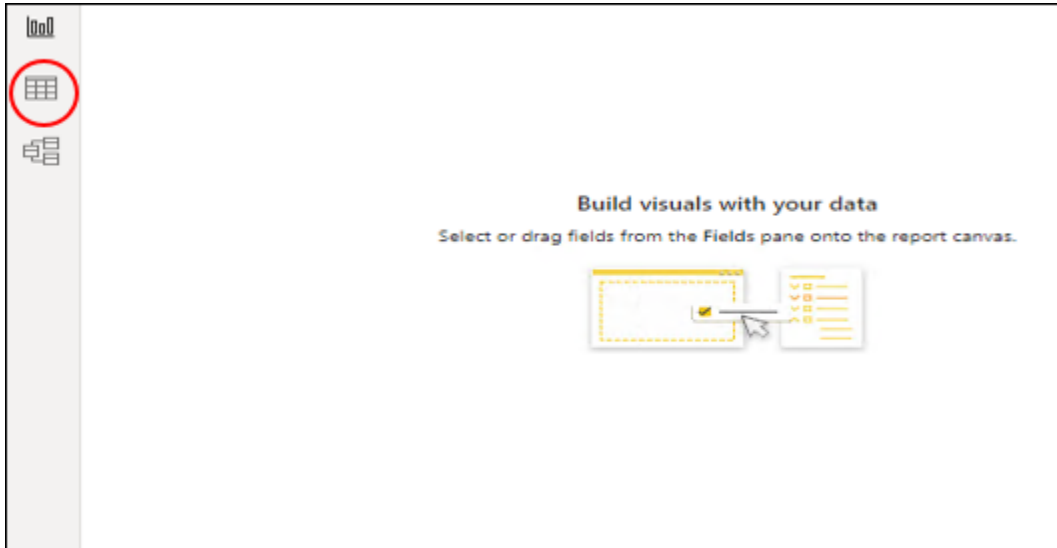 Build visuals with your data
Select or drag fields from the Fields pane onto the report canvas.